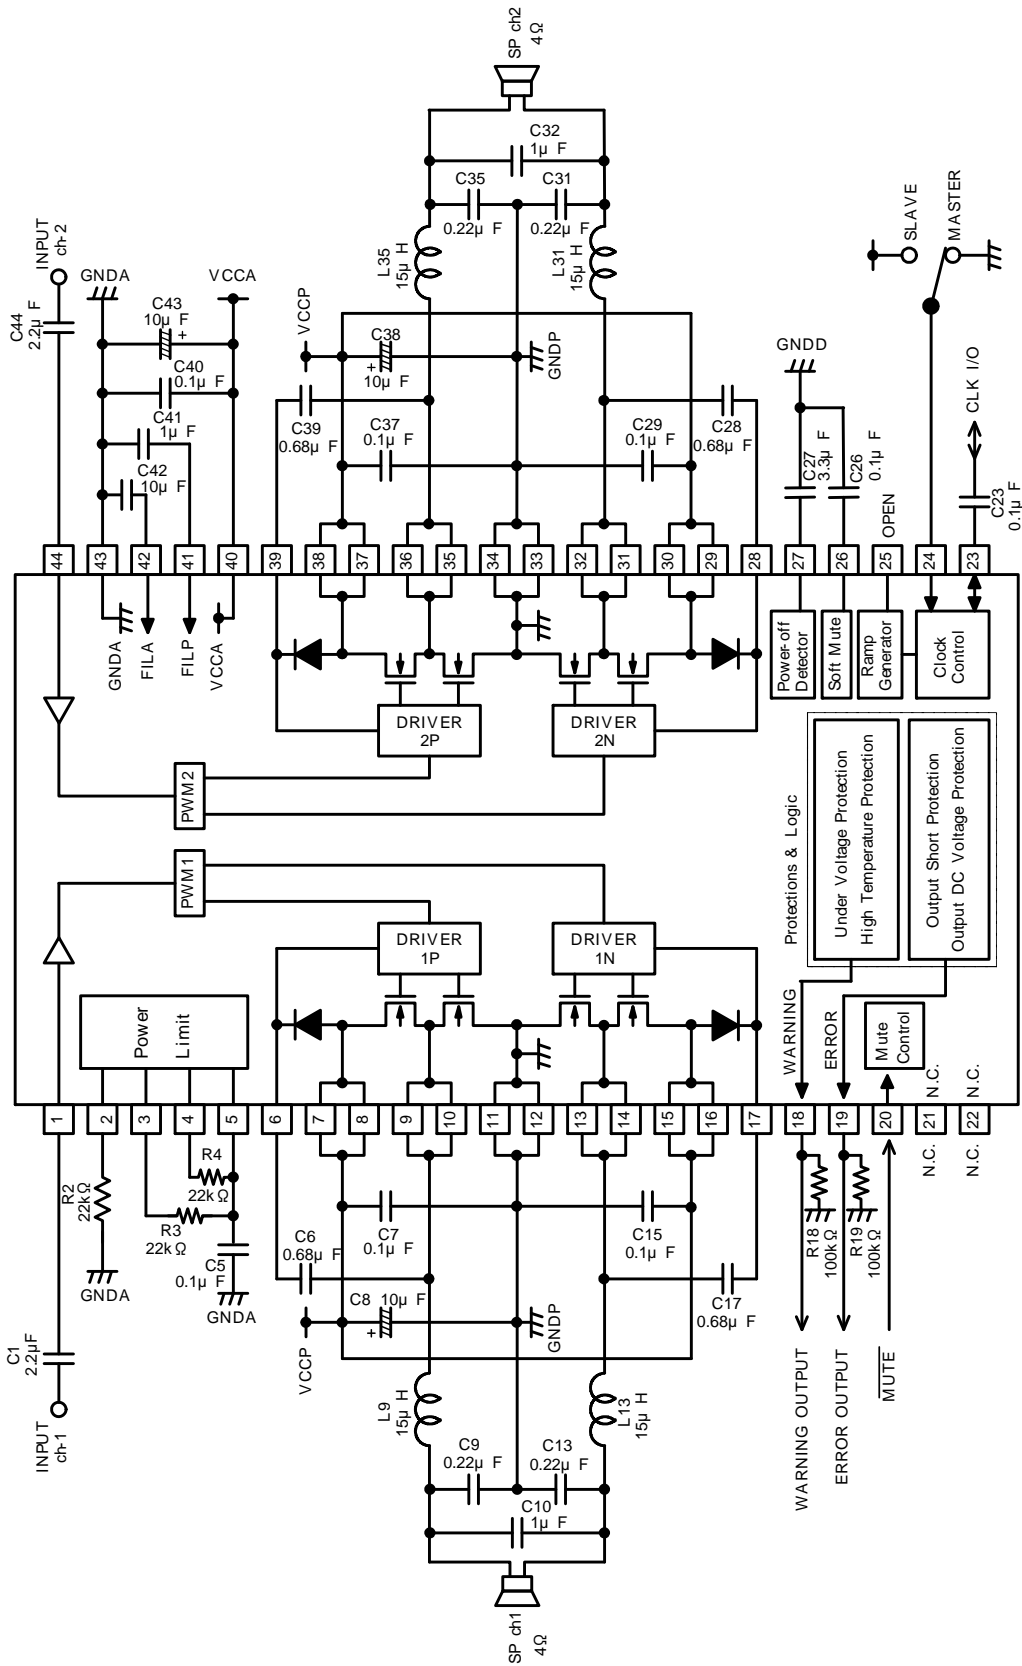 SP ch2
4Ω
C32
1μ F
C35
0.22μ F
C31
0.22μ F
L35
15μ H
L31
15μ H
INPUT
ch-2
C44
2.2μ F
GNDA
VCCA
C43
10μ F
+
C40
0.1μ F
C41
1μ F
C42
10μ F
VCCP
C38
+
10μ F
GNDP
C39
0.68μ F
C37
0.1μ F
C29
0.1μ F
C28
0.68μ F
SLAVE
MASTER
GNDD
CLK I/O
C27
3.3μ F
C26
0.1μ F
OPEN
C23
0.1μ F
44
43
42
41
40
39
38
37
36
35
34
33
32
31
30
29
28
27
26
25
24
23
GNDA
FILA
FILP
VCCA
Power-off
Detector
Soft Mute
Ramp
Generator
Clock
Control
DRIVER
2P
DRIVER
2N
PWM2
PWM1
DRIVER
1P
DRIVER
1N
Protections & Logic
Under Voltage Protection
High Temperature Protection
Output Short Protection
Output DC Voltage Protection
Power
Limit
WARNING
ERROR
Mute
Control
N.C.
N.C.
1
2
3
4
5
6
7
8
9
10
11
12
13
14
15
16
17
18
19
20
21
22
N.C.
N.C.
R2
22kΩ
R4
22kΩ
R3
22kΩ
C5
0.1μ F
GNDA
GNDA
C6
0.68μ F
C7
0.1μ F
C15
0.1μ F
C17
0.68μ F
C8 10μ F
+
VCCP
GNDP
R18
100kΩ
R19
100kΩ
C1
2.2μF
INPUT
ch-1
L9
15μ H
L13
15μ H
C9
0.22μ F
C13
0.22μ F
C10
1μ F
SP ch1
4Ω
WARNING OUTPUT
ERROR OUTPUT
MUTE